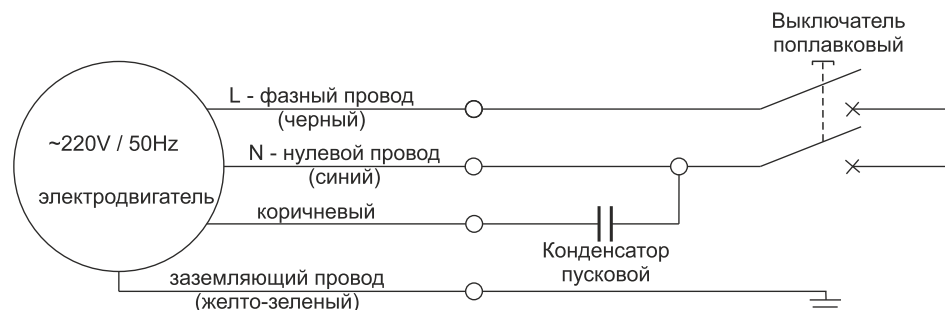 Выключатель
поплавковый
L - фазный провод
(черный)
~220V / 50Hz
N - нулевой провод
(синий)
электродвигатель
коричневый
Конденсатор
пусковой
заземляющий провод
(желто-зеленый)